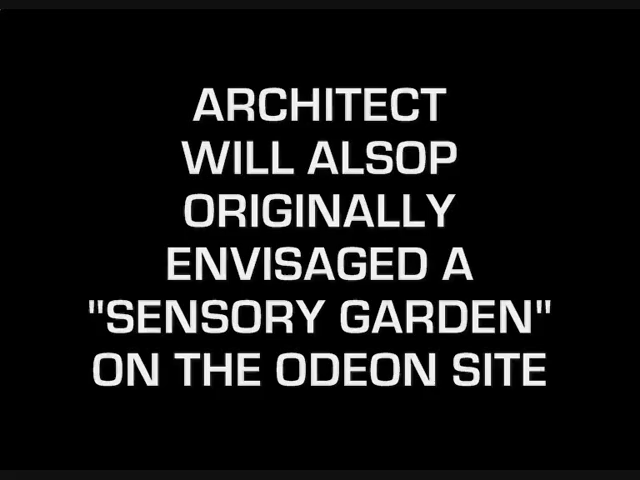 ARCHITECT
WILL ALSOP
ORIGINALLY
ENVISAGED A
"SENSORY GARDEN"
ON THE ODEON SITE